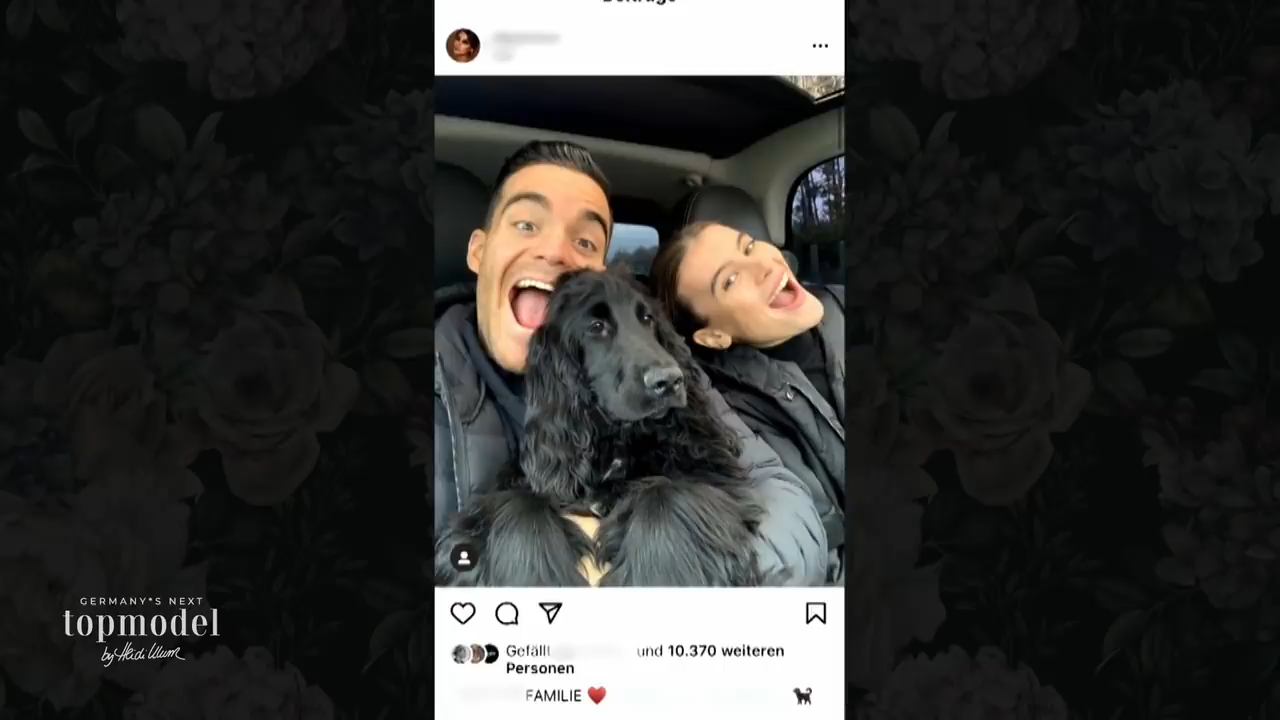 Beiträge
Gefällt und 10.370 weiteren
Personen
FAMILIE ❤️ 🐈‍⬛
GERMANY*S NEXT
topmodel
by Heidi Klum